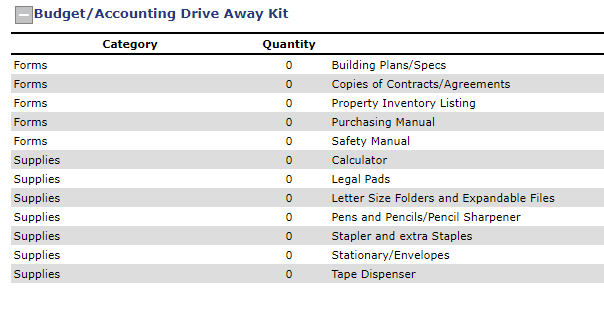 Budget/Accounting Drive Away Kit
Category Quantity
Forms 0 Building Plans/Specs
Forms 0 Copies of Contracts/Agreements
Forms 0 Property Inventory Listing
Forms 0 Purchasing Manual
Forms 0 Safety Manual
Supplies 0 Calculator
Supplies 0 Legal Pads
Supplies 0 Letter Size Folders and Expandable Files
Supplies 0 Pens and Pencils/Pencil Sharpener
Supplies 0 Stapler and extra Staples
Supplies 0 Stationary/Envelopes
Supplies 0 Tape Dispenser